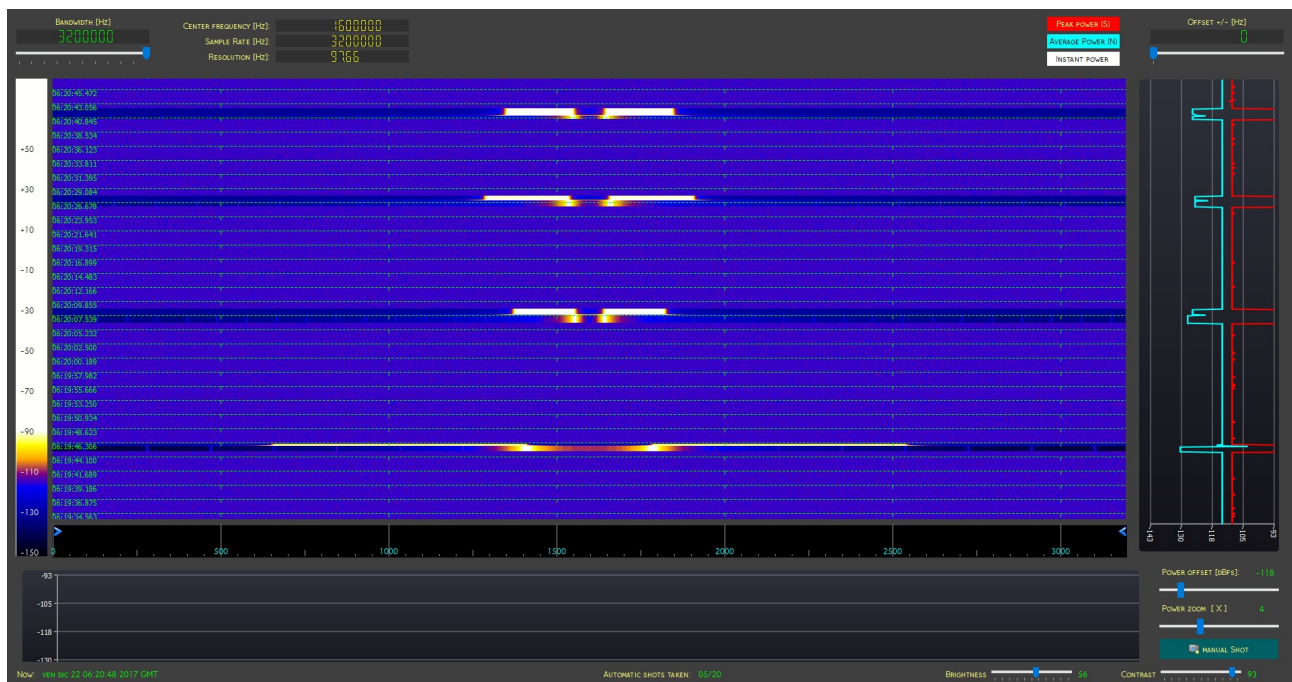 BANDWIDTH [HZ]
3200000
CENTER FREQUENCY [HZ]: 1600000
SAMPLE RATE [HZ]: 3200000
RESOLUTION [HZ]: 97.66
PEAK POWER (S)
AVERAGE POWER (N)
INSTANT POWER
OFFSET +/- [HZ]
0
+50
+30
+10
-10
-30
-50
-70
-90
-110
-130
-150
06:20:45.472
06:20:43.056
06:20:40.845
06:20:38.534
06:20:36.123
06:20:33.811
06:20:31.395
06:20:29.084
06:20:26.678
06:20:23.953
06:20:21.641
06:20:19.315
06:20:16.899
06:20:14.483
06:20:12.166
06:20:09.855
06:20:07.539
06:20:05.232
06:20:02.500
06:20:00.189
06:19:57.982
06:19:55.666
06:19:53.250
06:19:50.934
06:19:48.623
06:19:46.306
06:19:44.100
06:19:41.689
06:19:39.186
06:19:36.875
06:19:34.563
0 500 1000 1500 2000 2500 3000
-143 -130 -118 -105 -93
-93
-105
-118
-130
POWER OFFSET [DBFS]: -118
POWER ZOOM [ X ] 4
MANUAL SHOT
NOW: VEN DIC 22 06:20:48 2017 GMT
AUTOMATIC SHOTS TAKEN: 05/20
BRIGHTNESS 56
CONTRAST 93